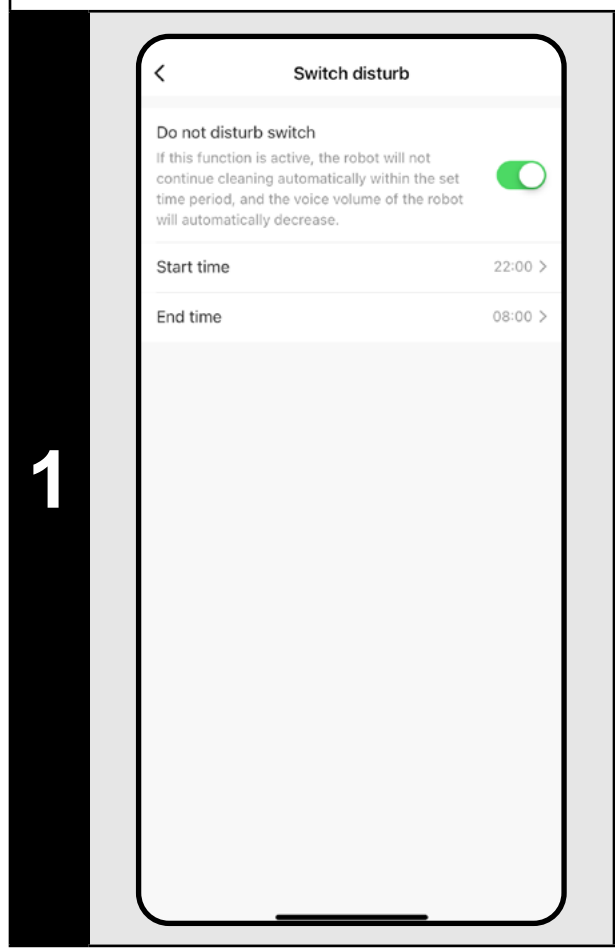 Switch disturb
Do not disturb switch
If this function is active, the robot will not
continue cleaning automatically within the set
time period, and the voice volume of the robot
will automatically decrease.
Start time 22:00 >
End time 08:00 >
1